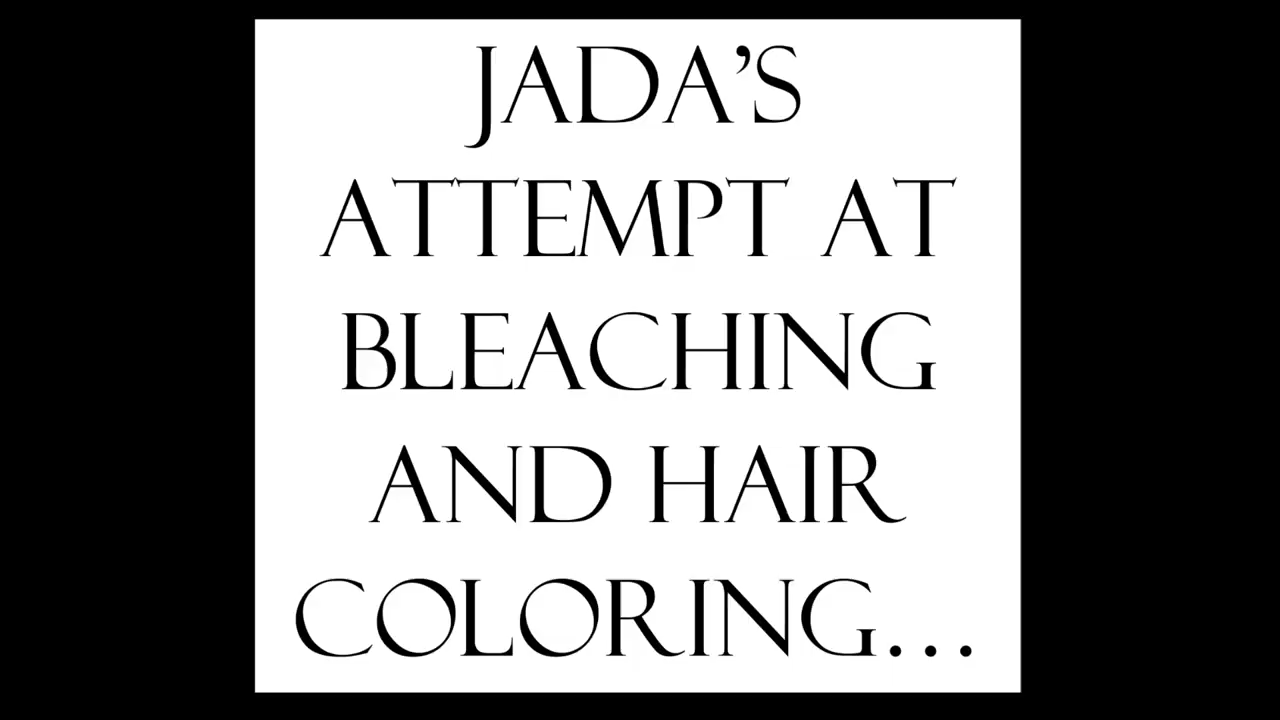 JADA'S
ATTEMPT AT
BLEACHING
AND HAIR
COLORING...